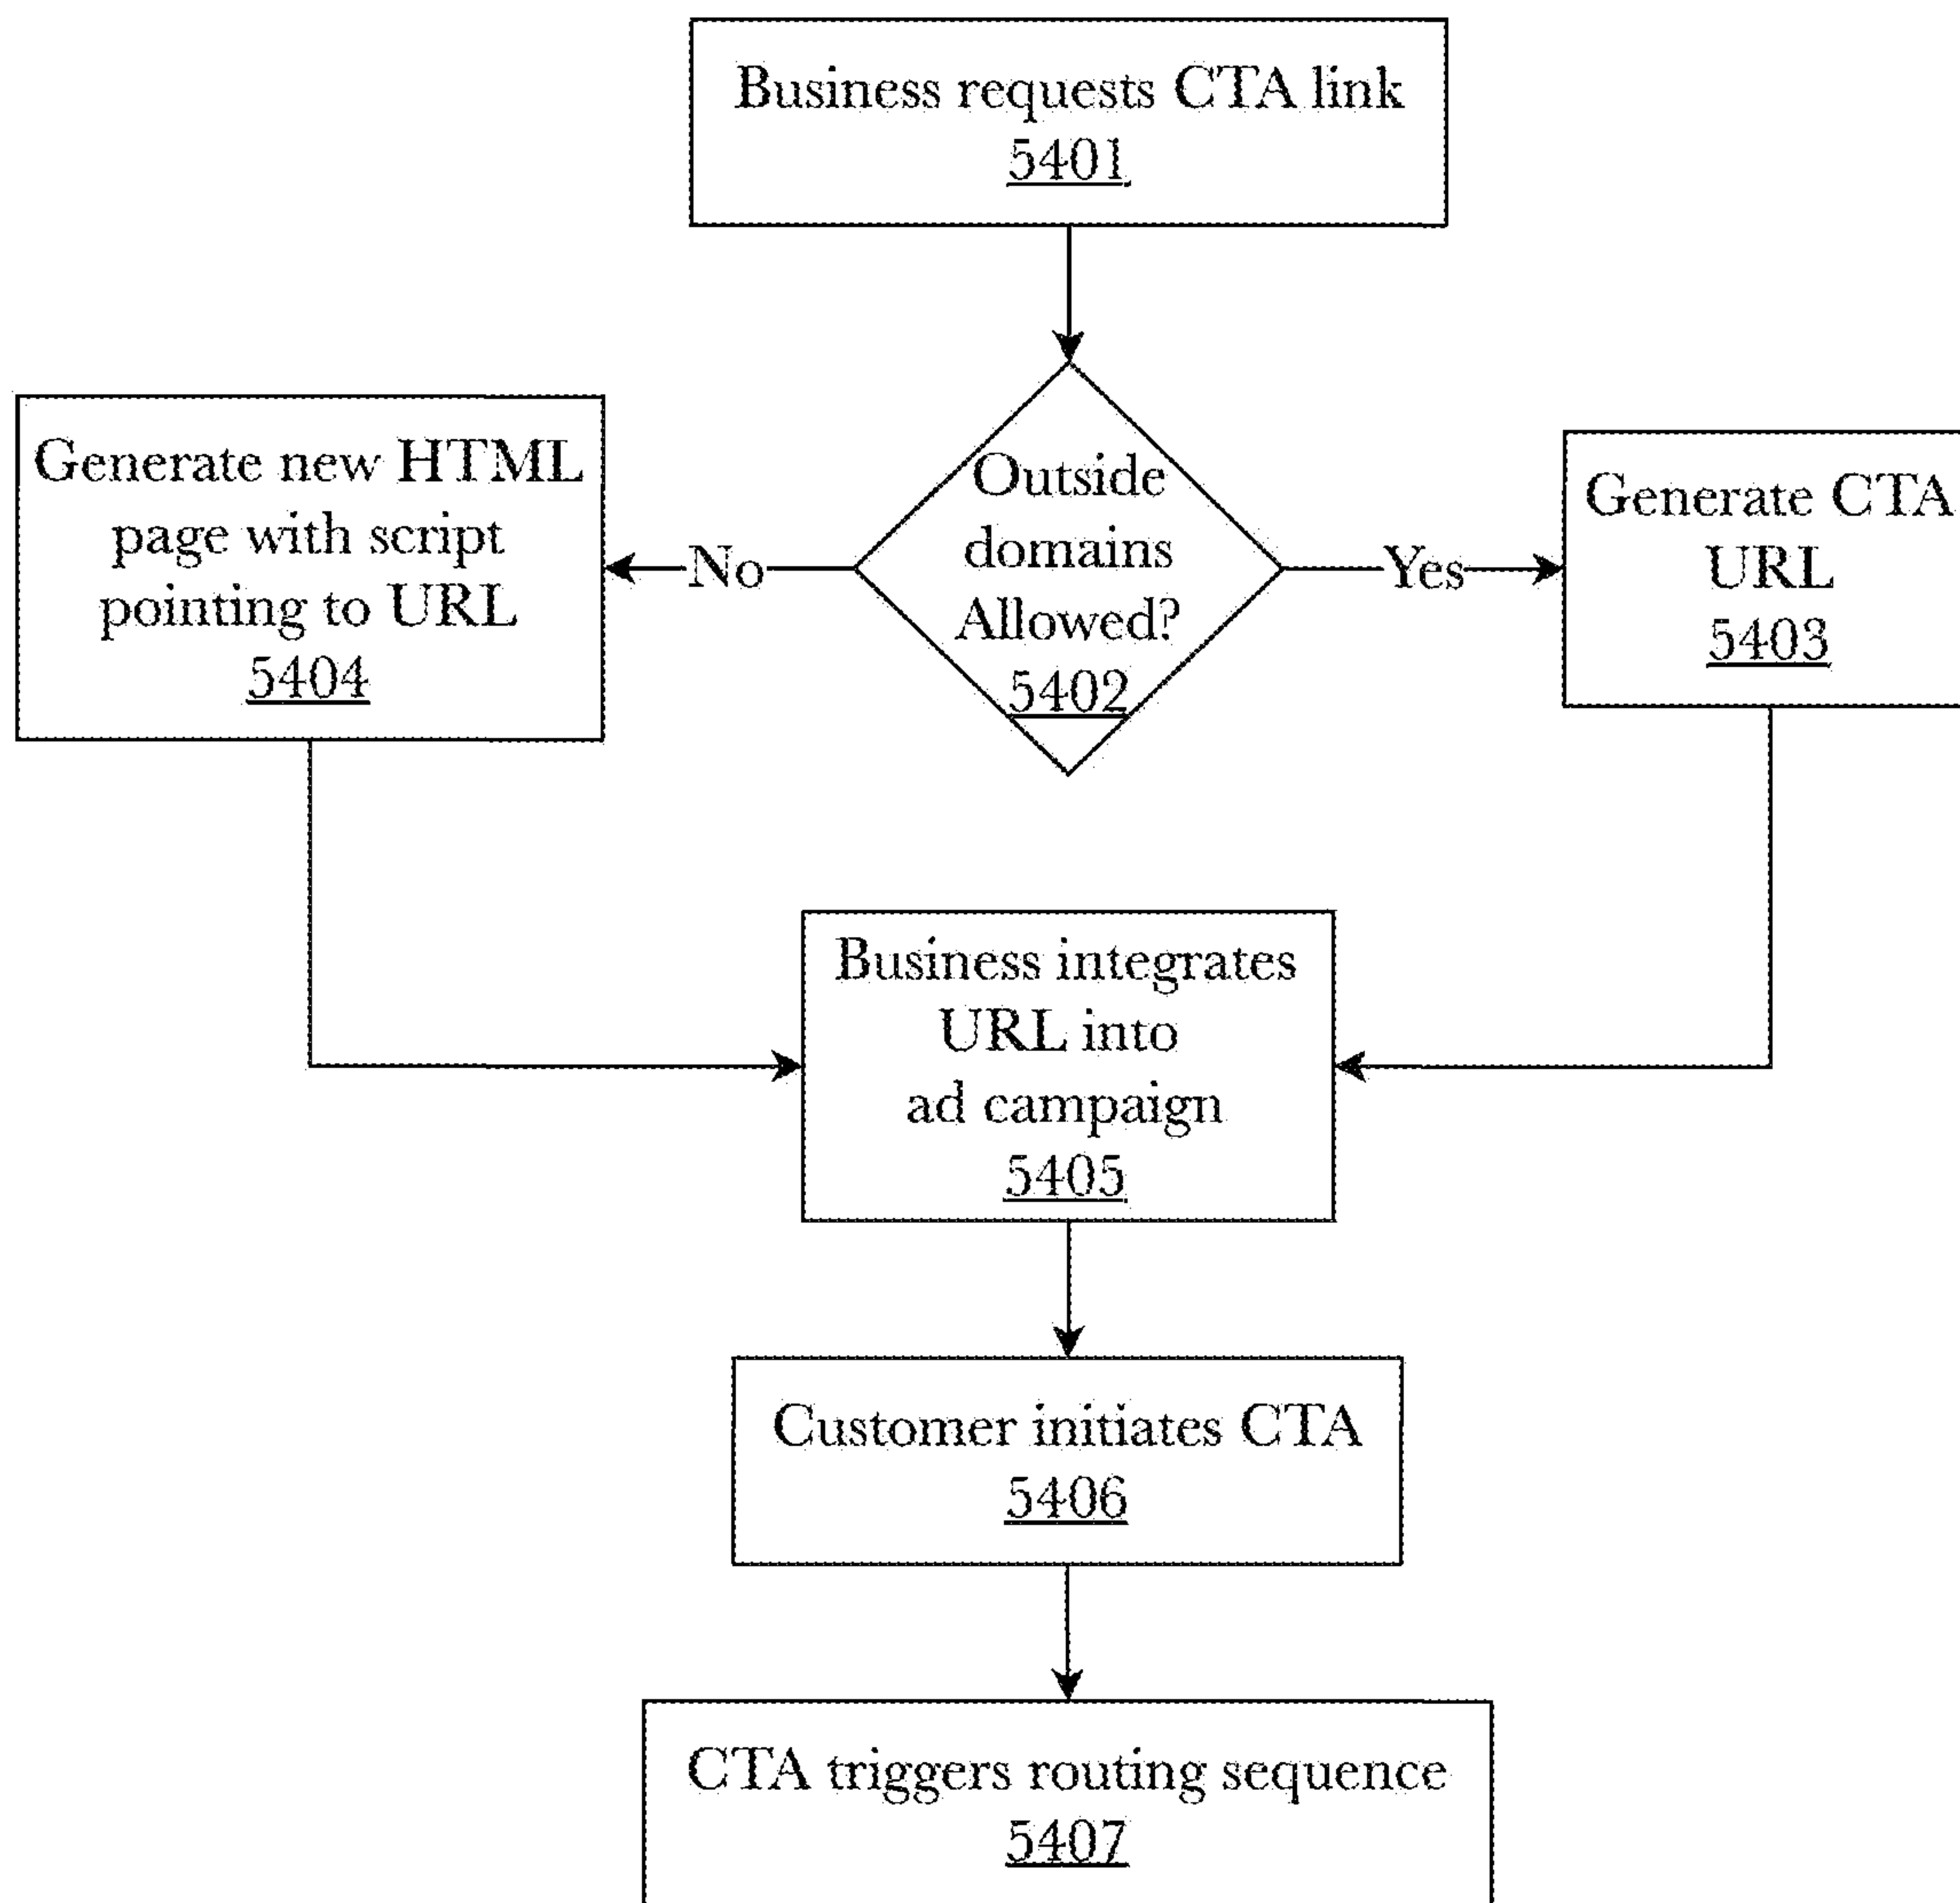 Business requests CTA link
5401
Generate new HTML
page with script
pointing to URL
5404
No
Outside
domains
Allowed?
5402
Yes
Generate CTA
URL
5403
Business integrates
URL into
ad campaign
5405
Customer initiates CTA
5406
CTA triggers routing sequence
5407